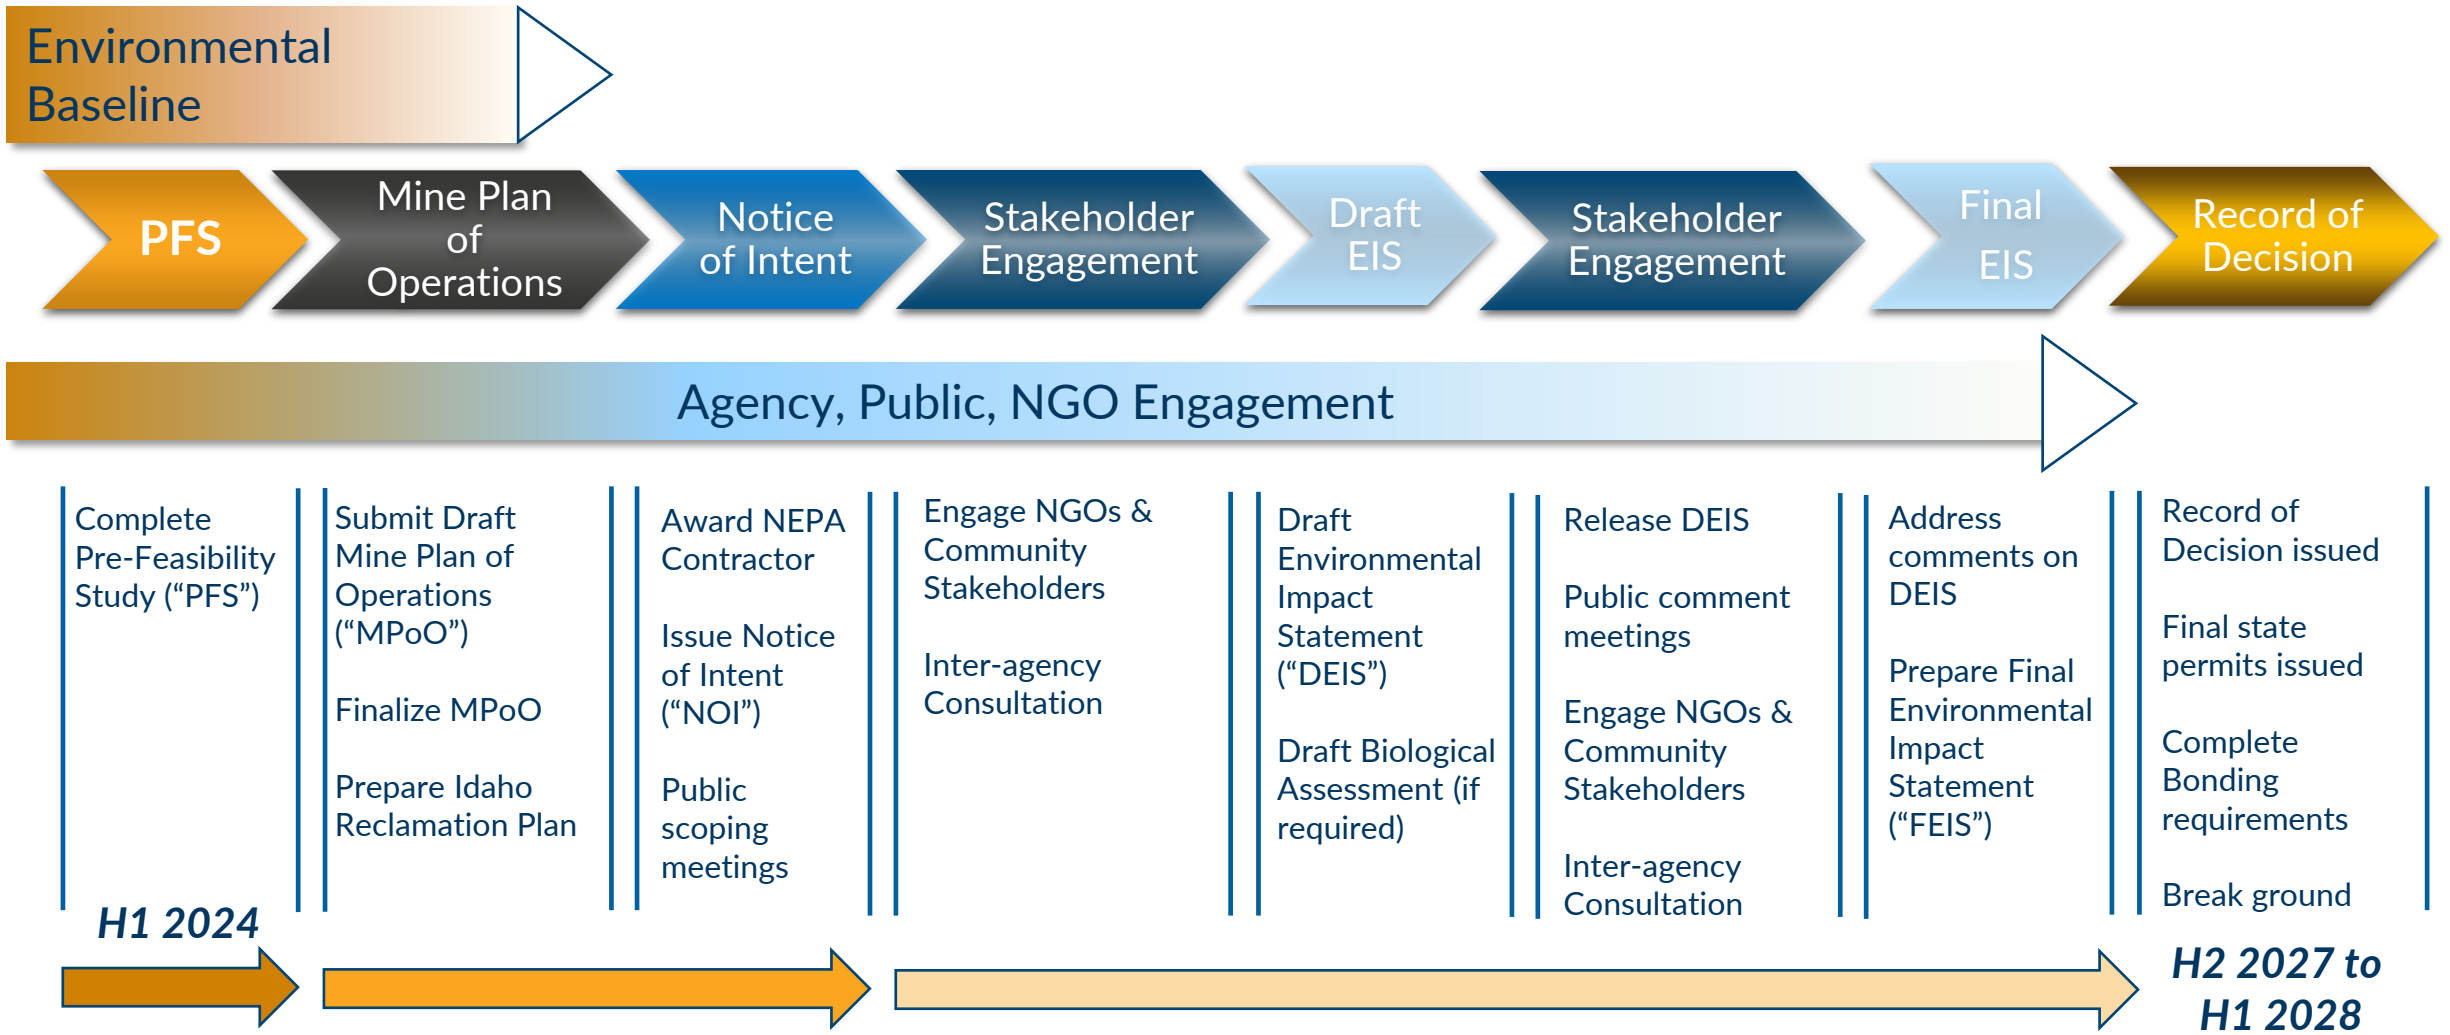 Environmental
Baseline
PFS
Mine Plan
of
Operations
Notice
of Intent
Stakeholder
Engagement
Draft
EIS
Stakeholder
Engagement
Final
EIS
Record of
Decision
Agency, Public, NGO Engagement
Complete
Pre-Feasibility
Study (“PFS”)
Submit Draft
Mine Plan of
Operations
(“MPoO”)
Finalize MPoO
Prepare Idaho
Reclamation Plan
Award NEPA
Contractor
Issue Notice
of Intent
(“NOI”)
Public
scoping
meetings
Engage NGOs &
Community
Stakeholders
Inter-agency
Consultation
Draft
Environmental
Impact
Statement
(“DEIS”)
Draft Biological
Assessment (if
required)
Release DEIS
Public comment
meetings
Engage NGOs &
Community
Stakeholders
Inter-agency
Consultation
Address
comments on
DEIS
Prepare Final
Environmental
Impact
Statement
(“FEIS”)
Record of
Decision issued
Final state
permits issued
Complete
Bonding
requirements
Break ground
H1 2024
H2 2027 to
H1 2028